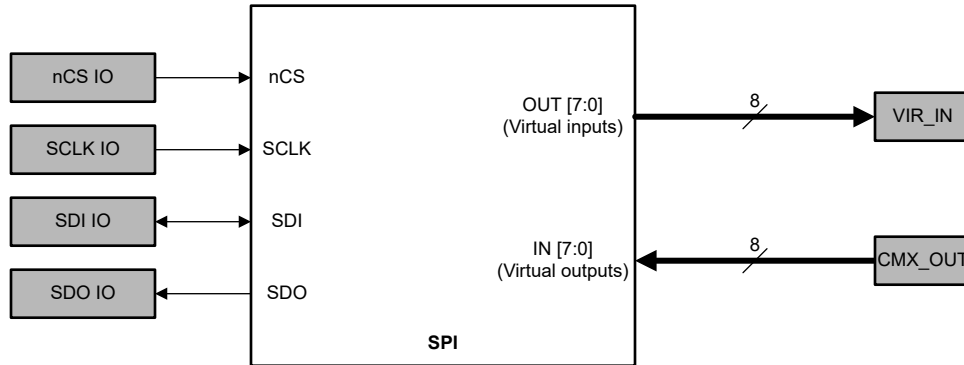 nCS IO
nCS
SCLK IO
SCLK
SDI IO
SDI
SDO IO
SDO
OUT [7:0]
(Virtual inputs)
8
VIR_IN
IN [7:0]
(Virtual outputs)
8
CMX_OUT
SPI